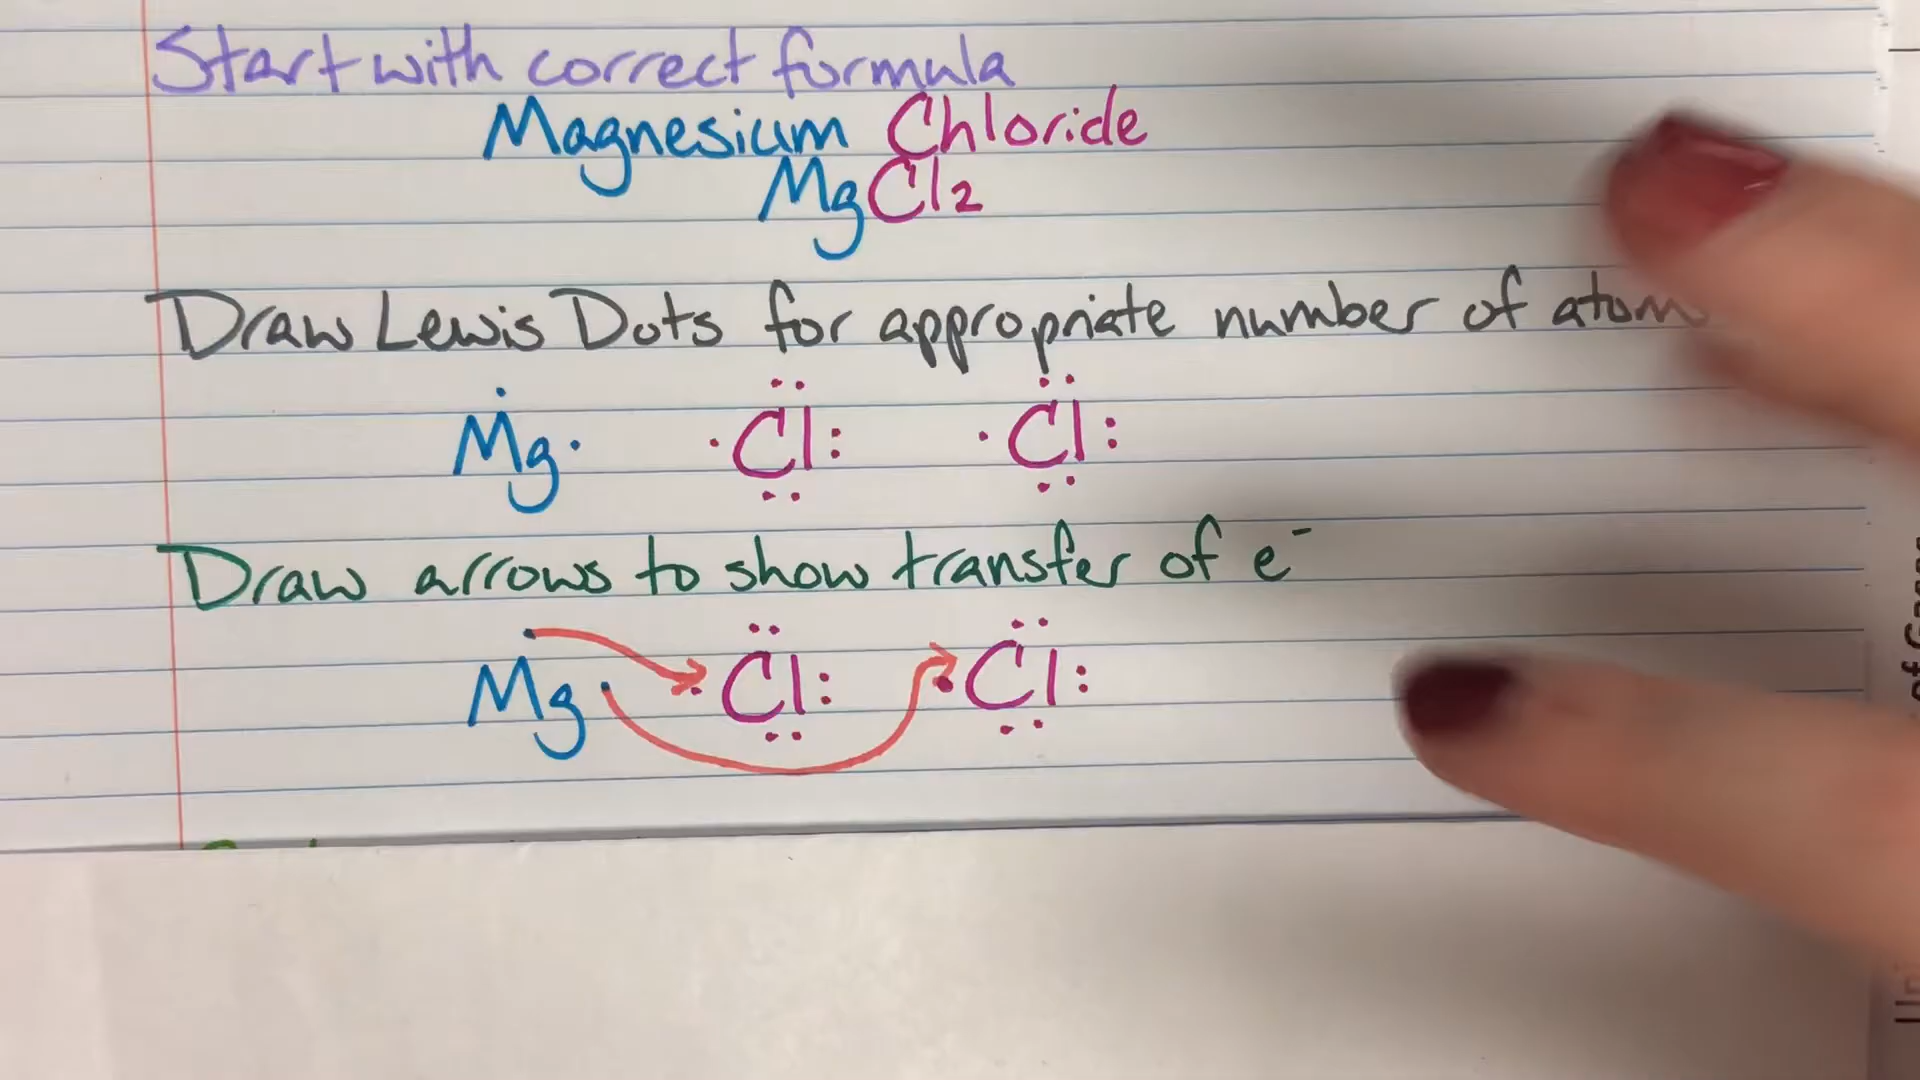 Start with correct formula
Magnesium Chloride
MgCl2
Draw Lewis Dots for appropriate number of atom
Mg· ·Cl: ·Cl:
Draw arrows to show transfer of e⁻
Mg· ·Cl: ·Cl: